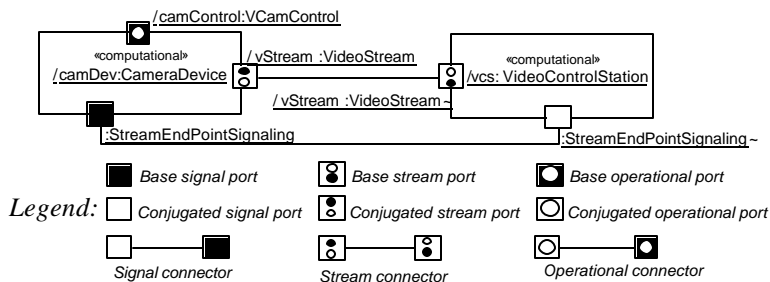 /camControl:VCamControl
«computational»
/camDev:CameraDevice
/vStream :VideoStream
«computational»
/vcs: VideoControlStation
/vStream :VideoStream~
:StreamEndPointSignaling
:StreamEndPointSignaling~
Legend:
Base signal port
Base stream port
Base operational port
Conjugated signal port
Conjugated stream port
Conjugated operational port
Signal connector
Stream connector
Operational connector